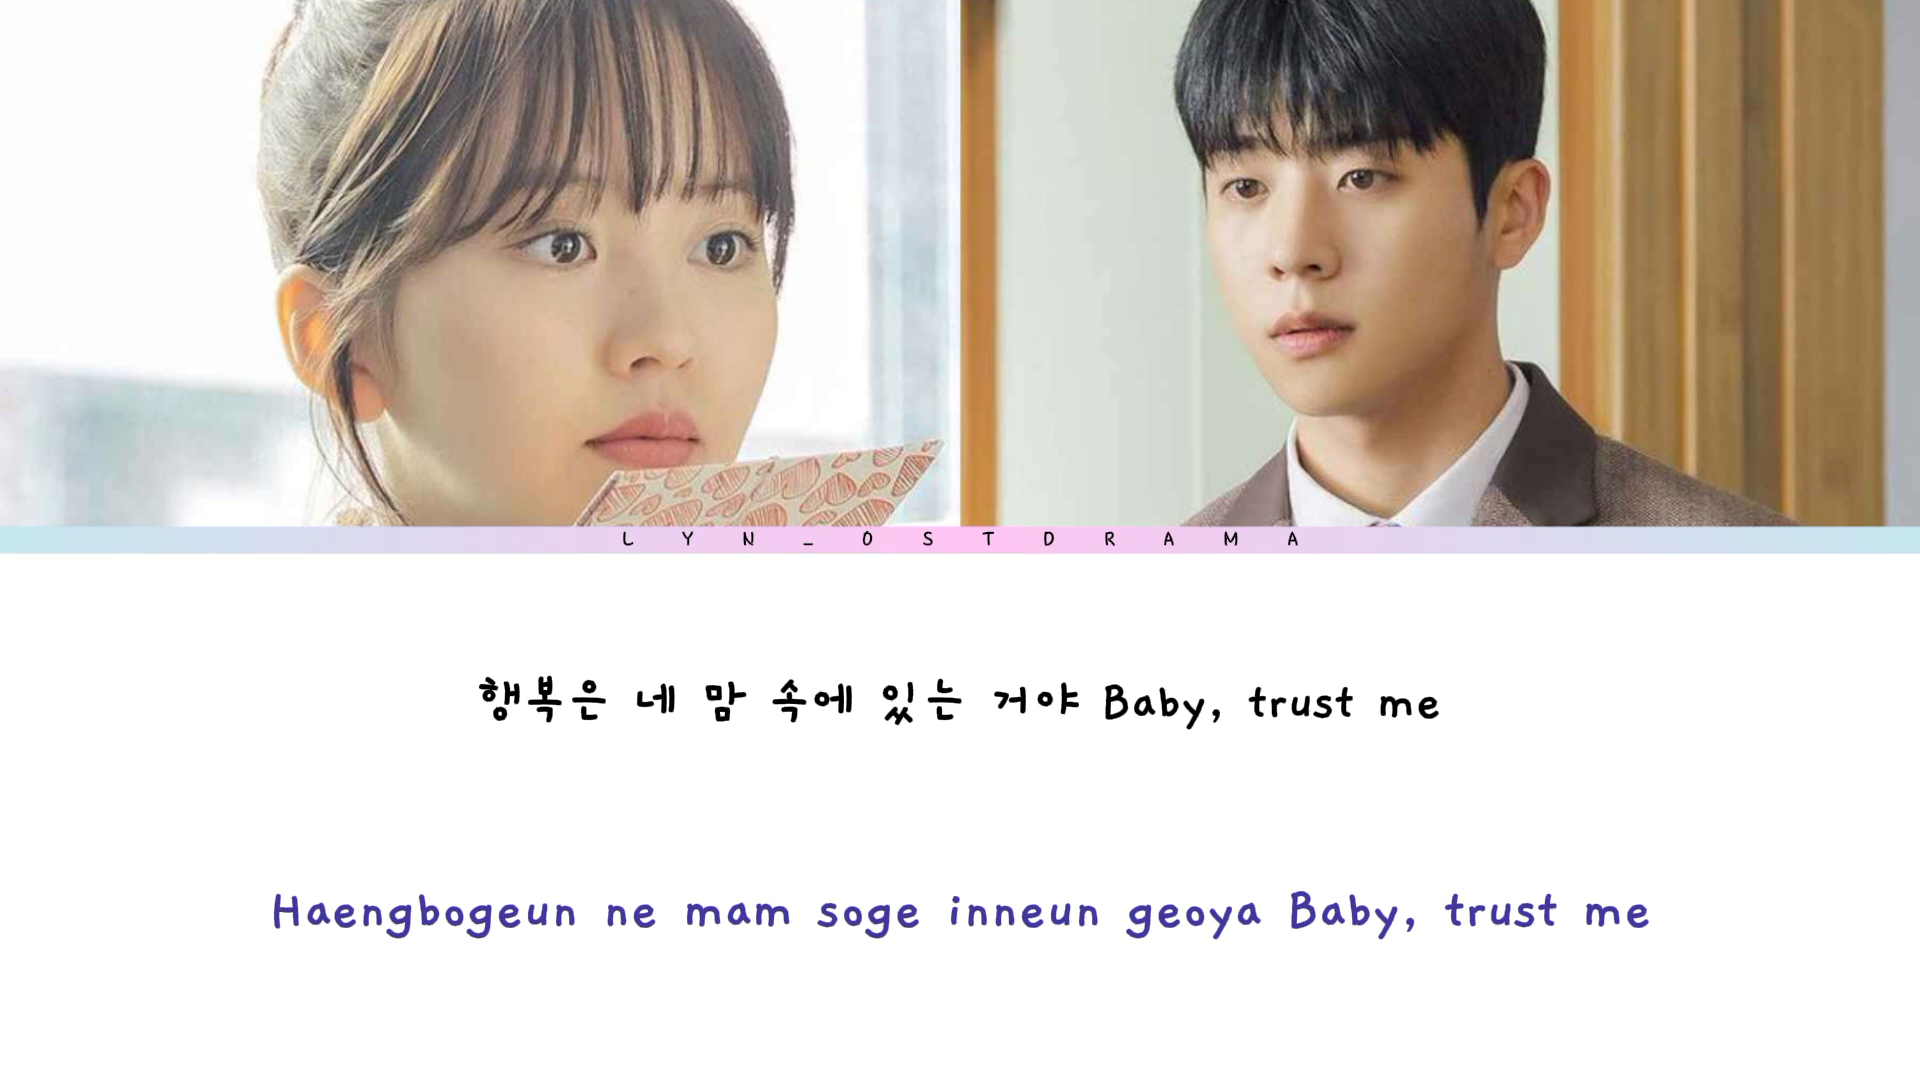 LYN_OSTDRAMA
행복은 네 맘 속에 있는 거야 Baby, trust me
Haengbogeun ne mam soge inneun geoya Baby, trust me